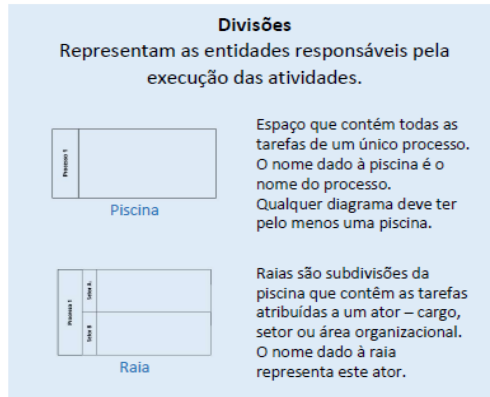 Divisões
Representam as entidades responsáveis pela
execução das atividades.
Processo 1
Piscina
Espaço que contém todas as
tarefas de um único processo.
O nome dado à piscina é o
nome do processo.
Qualquer diagrama deve ter
pelo menos uma piscina.
Processo 1
Setor A
Setor B
Raia
Raias são subdivisões da
piscina que contêm as tarefas
atribuídas a um ator – cargo,
setor ou área organizacional.
O nome dado à raia
representa este ator.